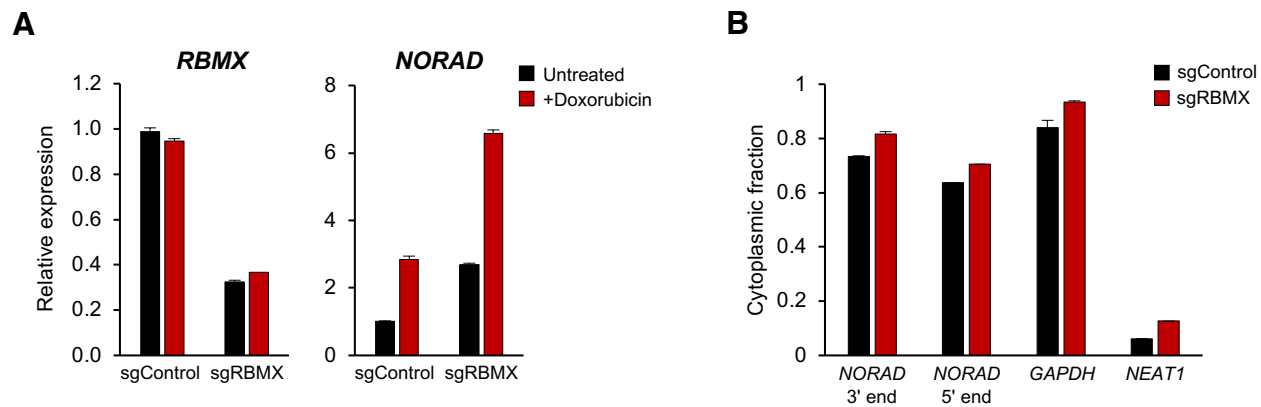 A
RBMX
NORAD
Untreated
+Doxorubicin
Relative expression
1.2
1.0
0.8
0.6
0.4
0.2
0.0
sgControl
sgRBMX
8
6
4
2
0
sgControl
sgRBMX
B
sgControl
sgRBMX
Cytoplasmic fraction
1
0.8
0.6
0.4
0.2
0
NORAD
3' end
NORAD
5' end
GAPDH
NEAT1